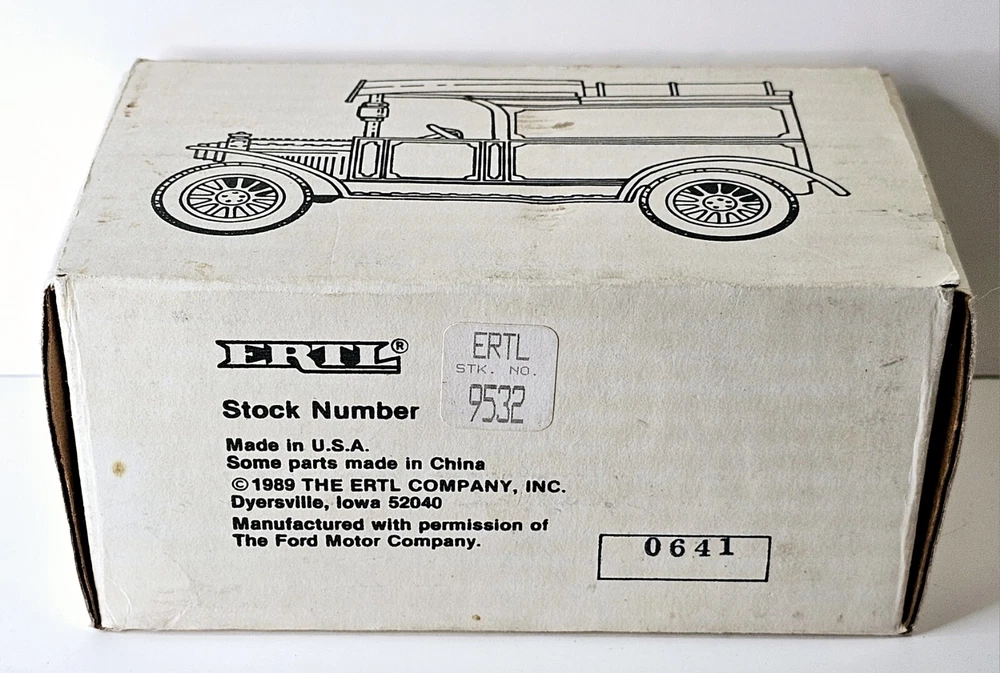 ERTL®
ERTL
STK. NO.
9532
Stock Number
Made in U.S.A.
Some parts made in China
© 1989 THE ERTL COMPANY, INC.
Dyersville, Iowa 52040
Manufactured with permission of
The Ford Motor Company.
0641